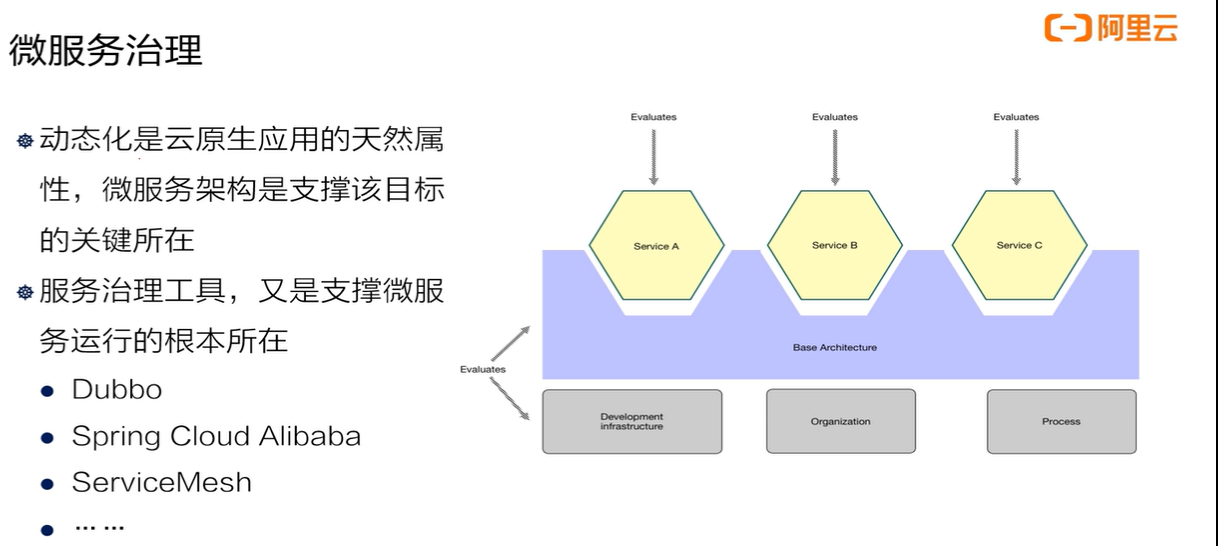 阿里云
微服务治理
动态化是云原生应用的天然属
性，微服务架构是支撑该目标
的关键所在
服务治理工具，又是支撑微服
务运行的根本所在
Dubbo
Spring Cloud Alibaba
ServiceMesh
... ...
Evaluates
Evaluates
Evaluates
Service A
Service B
Service C
Base Architecture
Evaluates
Development
infrastructure
Organization
Process